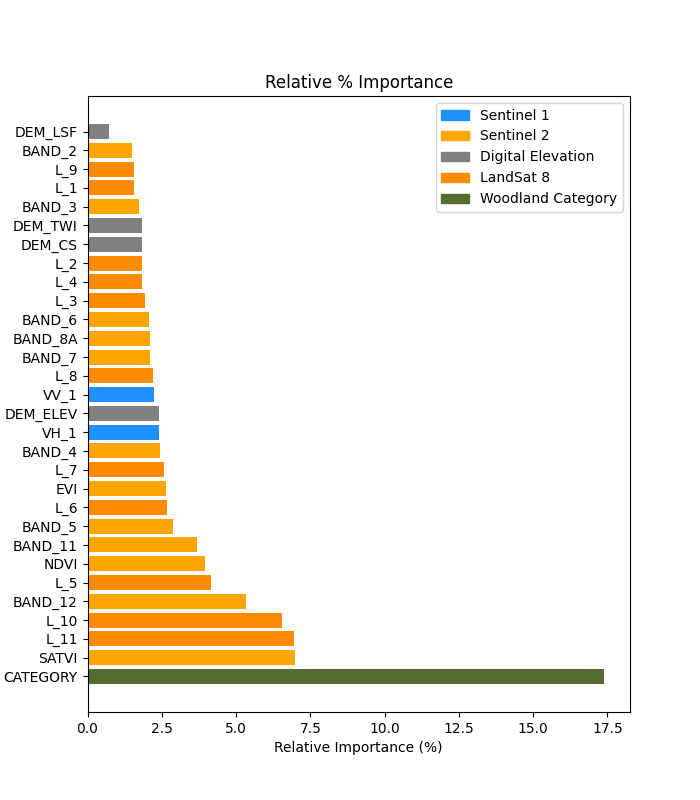 Relative % Importance
Sentinel 1
Sentinel 2
Digital Elevation
LandSat 8
Woodland Category
DEM_LSF
BAND_2
L_9
L_1
BAND_3
DEM_TWI
DEM_CS
L_2
L_4
L_3
BAND_6
BAND_8A
BAND_7
L_8
VV_1
DEM_ELEV
VH_1
BAND_4
L_7
EVI
L_6
BAND_5
BAND_11
NDVI
L_5
BAND_12
L_10
L_11
SATVI
CATEGORY
0.0 2.5 5.0 7.5 10.0 12.5 15.0 17.5
Relative Importance (%)